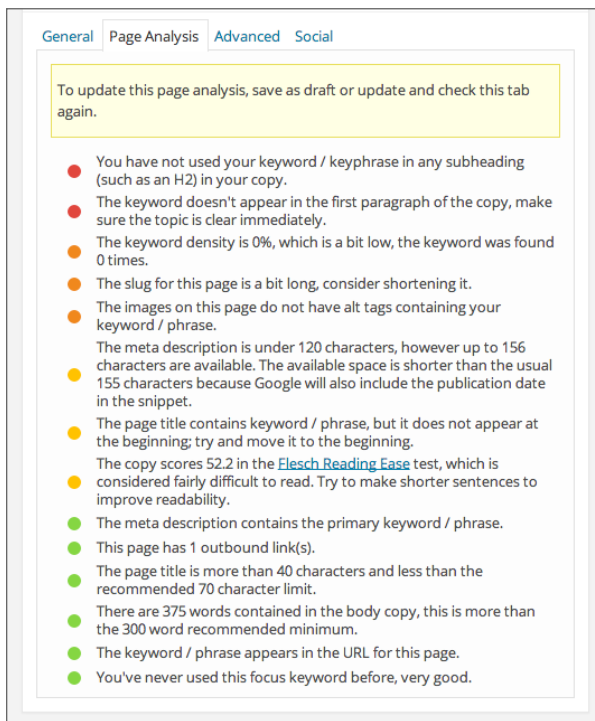 General Page Analysis Advanced Social
To update this page analysis, save as draft or update and check this tab
again.
You have not used your keyword / keyphrase in any subheading
(such as an H2) in your copy.
The keyword doesn't appear in the first paragraph of the copy, make
sure the topic is clear immediately.
The keyword density is 0%, which is a bit low, the keyword was found
0 times.
The slug for this page is a bit long, consider shortening it.
The images on this page do not have alt tags containing your
keyword / phrase.
The meta description is under 120 characters, however up to 156
characters are available. The available space is shorter than the usual
155 characters because Google will also include the publication date
in the snippet.
The page title contains keyword / phrase, but it does not appear at
the beginning; try and move it to the beginning.
The copy scores 52.2 in the Flesch Reading Ease test, which is
considered fairly difficult to read. Try to make shorter sentences to
improve readability.
The meta description contains the primary keyword / phrase.
This page has 1 outbound link(s).
The page title is more than 40 characters and less than the
recommended 70 character limit.
There are 375 words contained in the body copy, this is more than
the 300 word recommended minimum.
The keyword / phrase appears in the URL for this page.
You've never used this focus keyword before, very good.